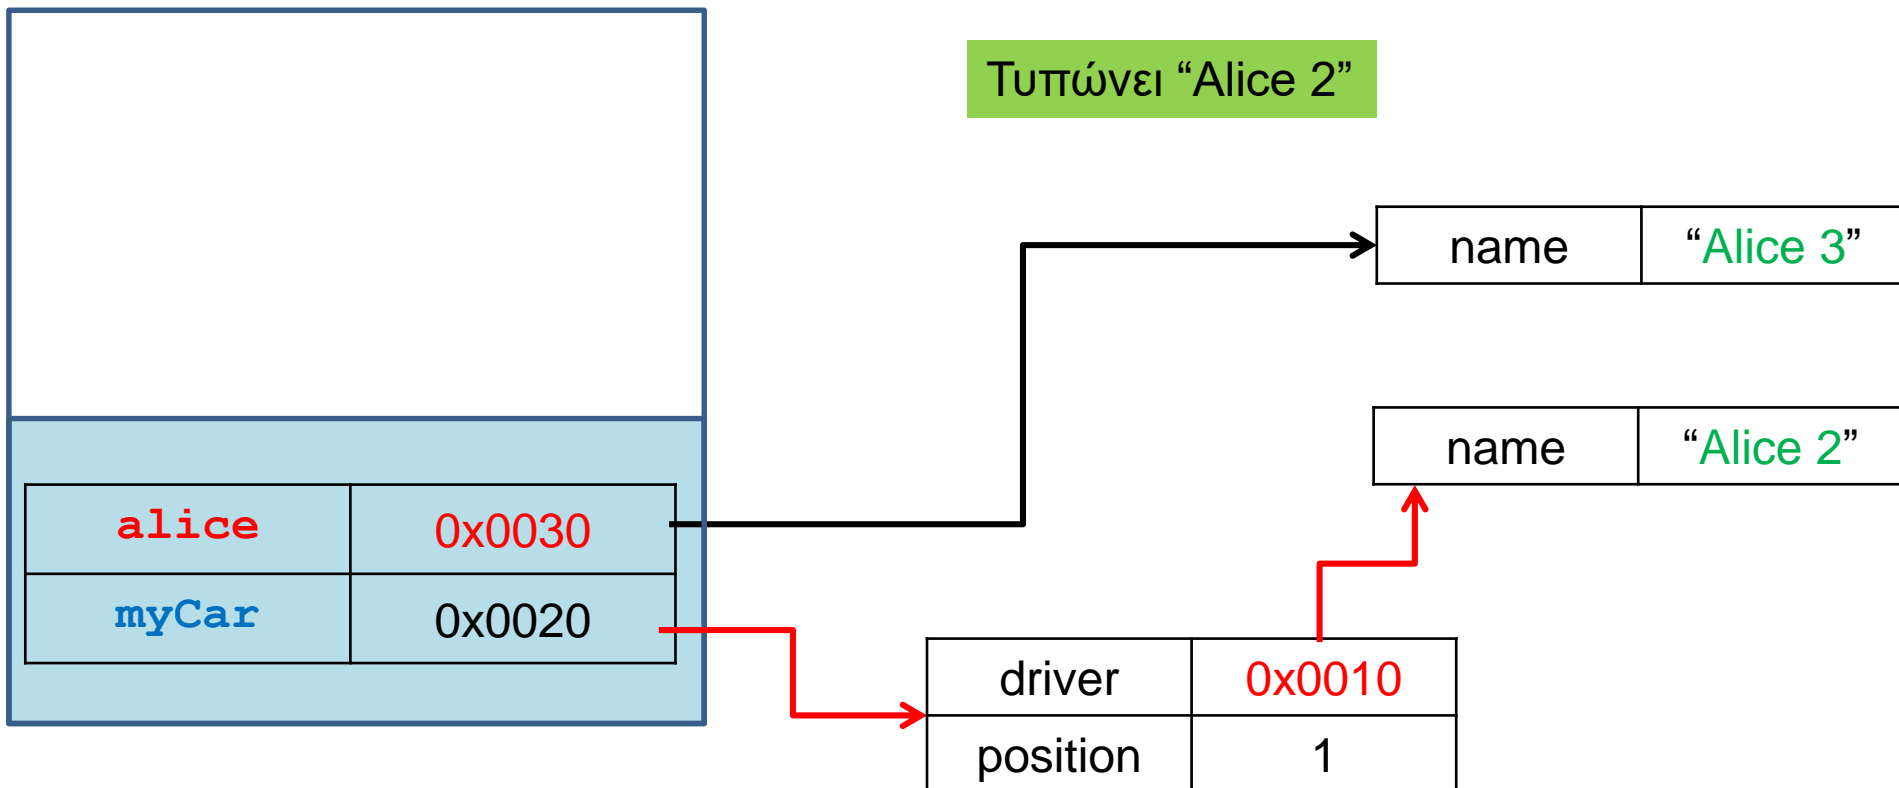 Τυπώνει “Alice 2”
name “Alice 3”
name “Alice 2”
alice 0x0030
myCar 0x0020
driver 0x0010
position 1